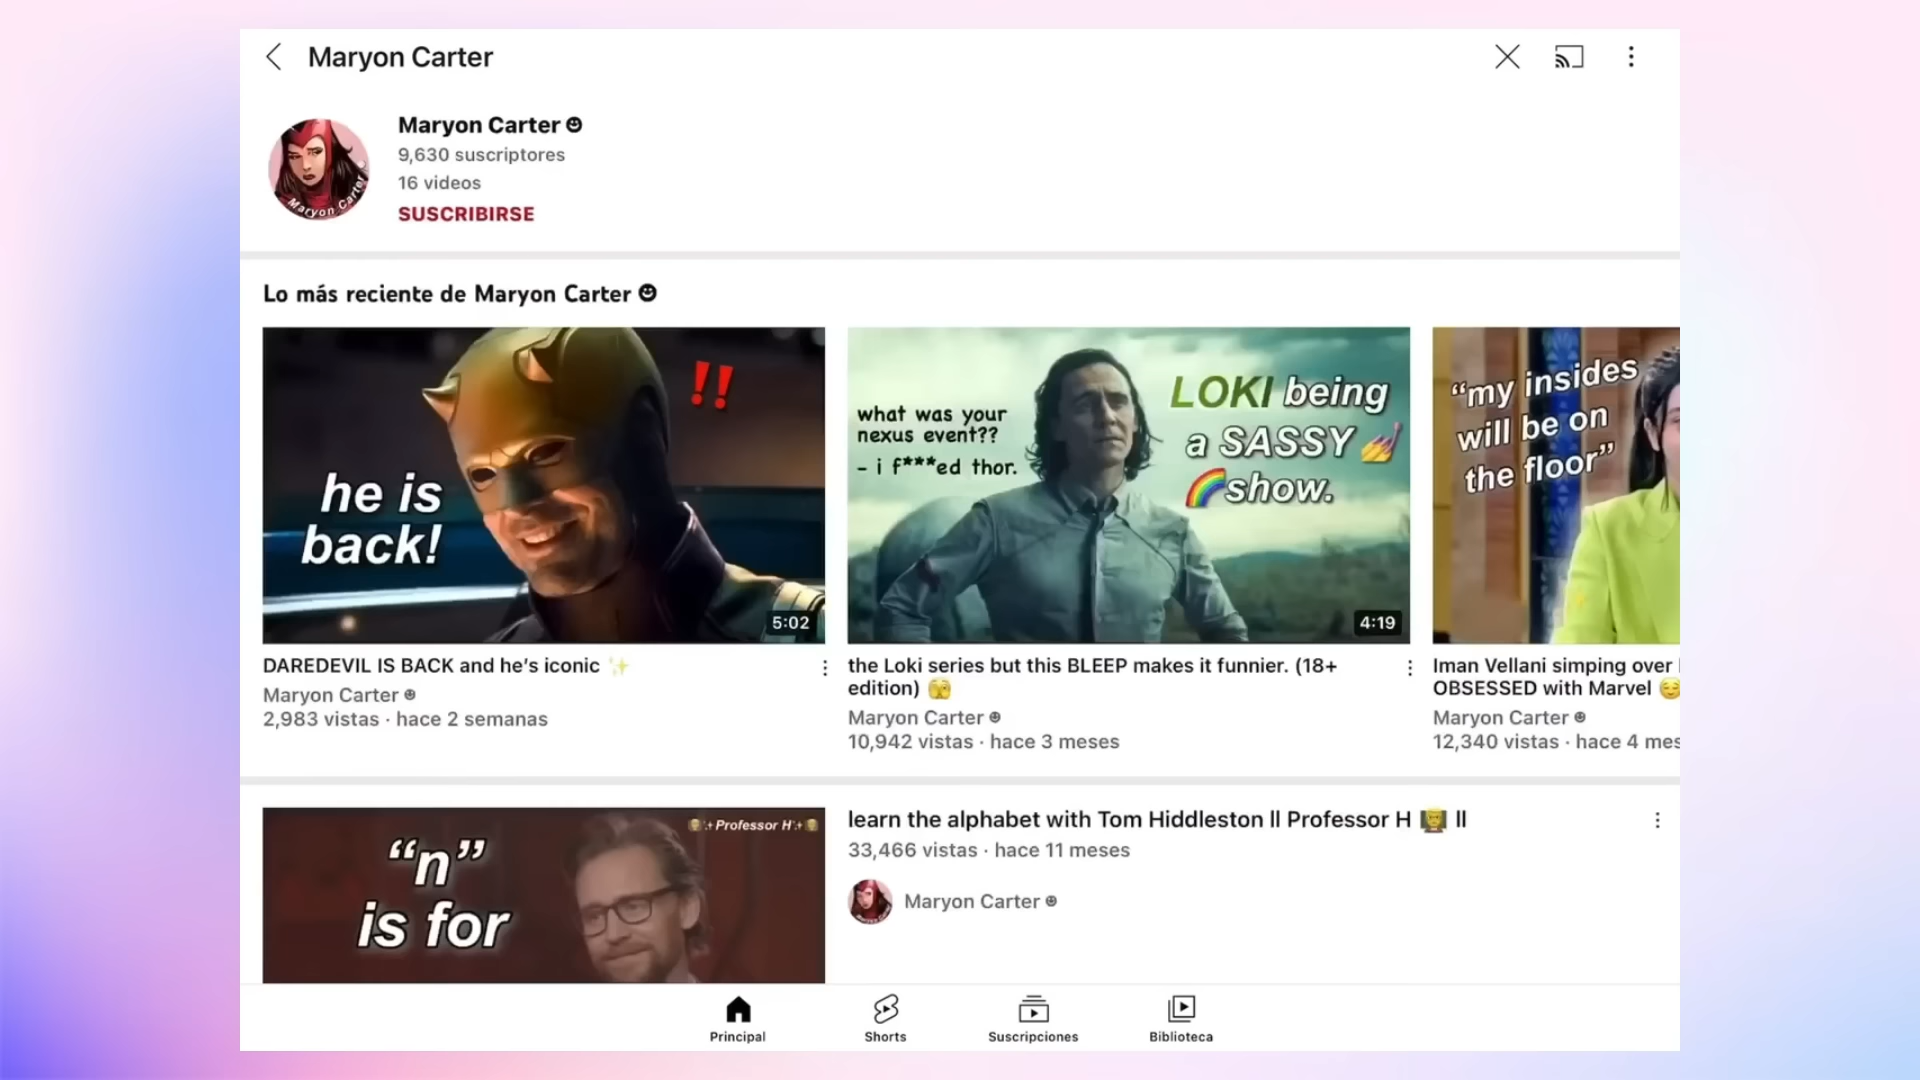 Maryon Carter
Maryon Carter
9,630 suscriptores
16 videos
SUSCRIBIRSE
Maryon Carter
Lo más reciente de Maryon Carter
he is
back!
5:02
DAREDEVIL IS BACK and he's iconic ✨
Maryon Carter
2,983 vistas · hace 2 semanas
what was your
nexus event??
- i f***ed thor.
LOKI being
a SASSY 💅
🌈show.
4:19
the Loki series but this BLEEP makes it funnier. (18+
edition) 🫣
Maryon Carter
10,942 vistas · hace 3 meses
“my insides
will be on
the floor”
Iman Vellani simping over
OBSESSED with Marvel 😌
Maryon Carter
12,340 vistas · hace 4 mes
“n”
is for
Professor H
learn the alphabet with Tom Hiddleston ll Professor H 👨‍🏫 ll
33,466 vistas · hace 11 meses
Maryon Carter
Principal
Shorts
Suscripciones
Biblioteca